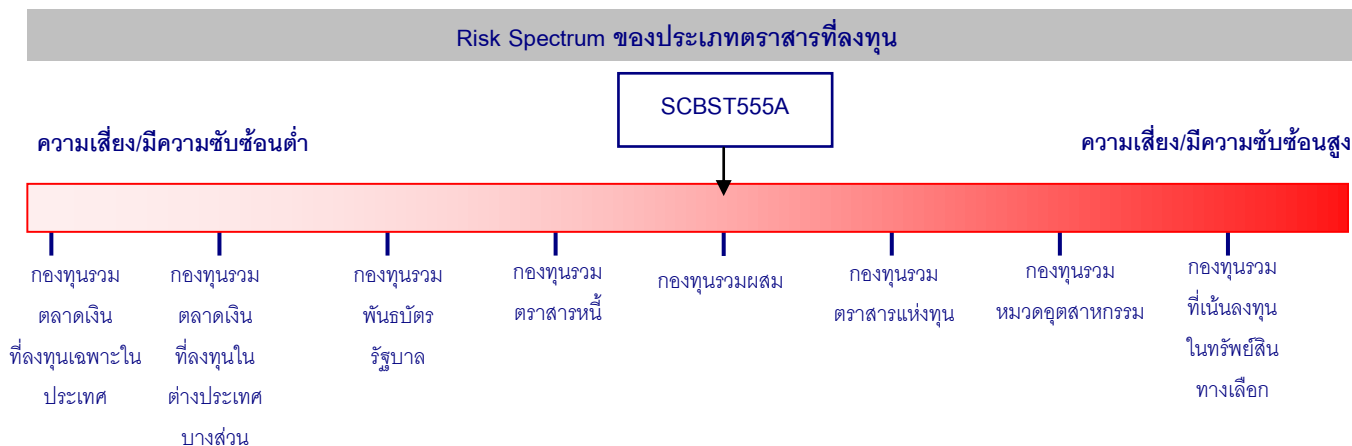 Risk Spectrum ของประเภทตราสารที่ลงทุน
SCBST555A
ความเสี่ยง/มีความซับซ้อนต่ำ
ความเสี่ยง/มีความซับซ้อนสูง
กองทุนรวม
ตลาดเงิน
ที่ลงทุนเฉพาะใน
ประเทศ
กองทุนรวม
ตลาดเงิน
ที่ลงทุนใน
ต่างประเทศ
บางส่วน
กองทุนรวม
พันธบัตร
รัฐบาล
กองทุนรวม
ตราสารหนี้
กองทุนรวมผสม
กองทุนรวม
ตราสารแห่งทุน
กองทุนรวม
หมวดอุตสาหกรรม
กองทุนรวม
ที่เน้นลงทุน
ในทรัพย์สิน
ทางเลือก